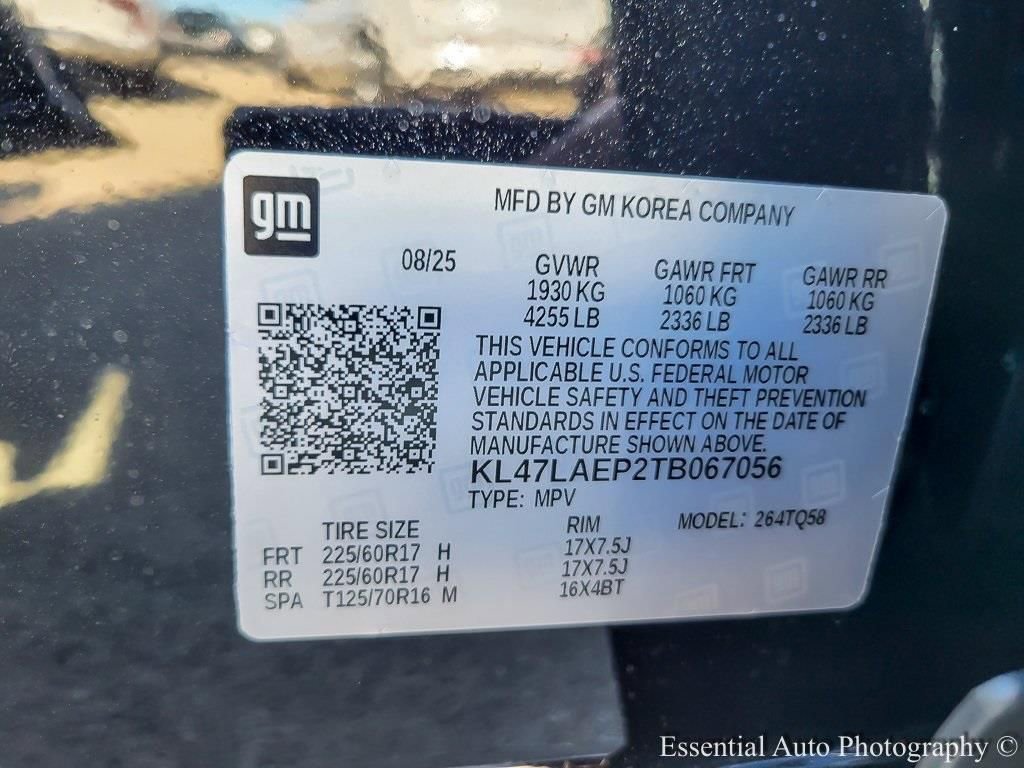 gm
MFD BY GM KOREA COMPANY
08/25
GVWR GAWR FRT GAWR RR
1930 KG 1060 KG 1060 KG
4255 LB 2336 LB 2336 LB
THIS VEHICLE CONFORMS TO ALL
APPLICABLE U.S. FEDERAL MOTOR
VEHICLE SAFETY AND THEFT PREVENTION
STANDARDS IN EFFECT ON THE DATE OF
MANUFACTURE SHOWN ABOVE.
KL47LAEP2TB067056
TYPE: MPV MODEL: 264TQ58
TIRE SIZE RIM
FRT 225/60R17 H 17X7.5J
RR 225/60R17 H 17X7.5J
SPA T125/70R16 M 16X4BT
Essential Auto Photography ©